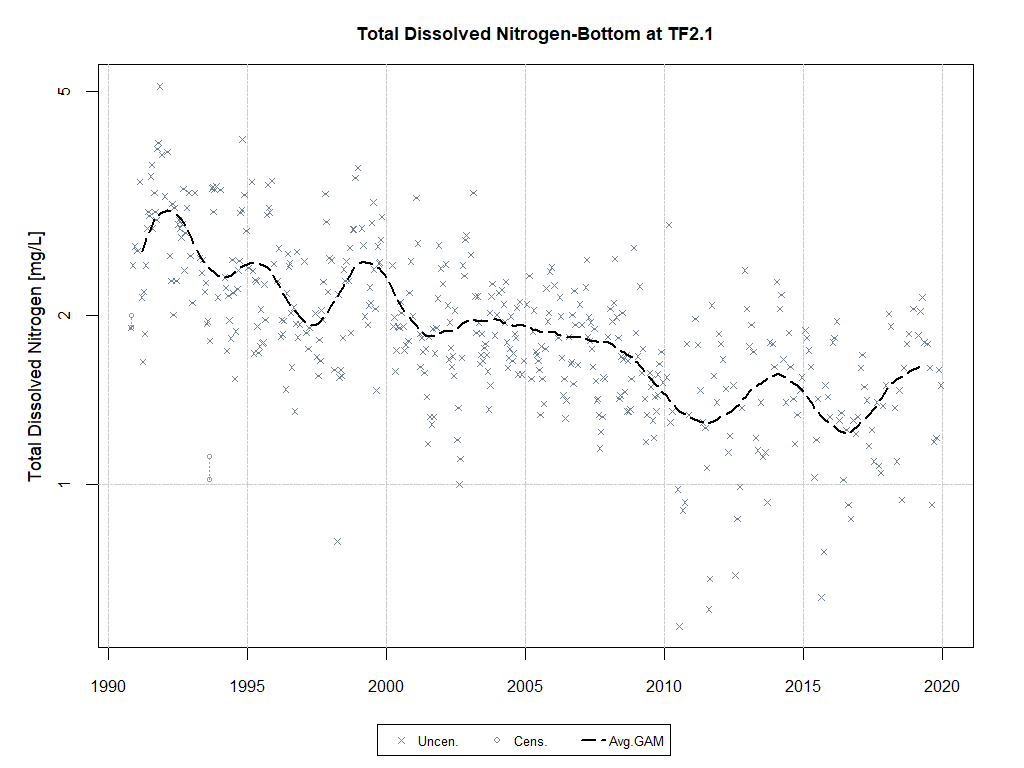 Total Dissolved Nitrogen-Bottom at TF2.1
Total Dissolved Nitrogen [mg/L]
5
2
1
1990 1995 2000 2005 2010 2015 2020
Uncen. Cens. Avg.GAM